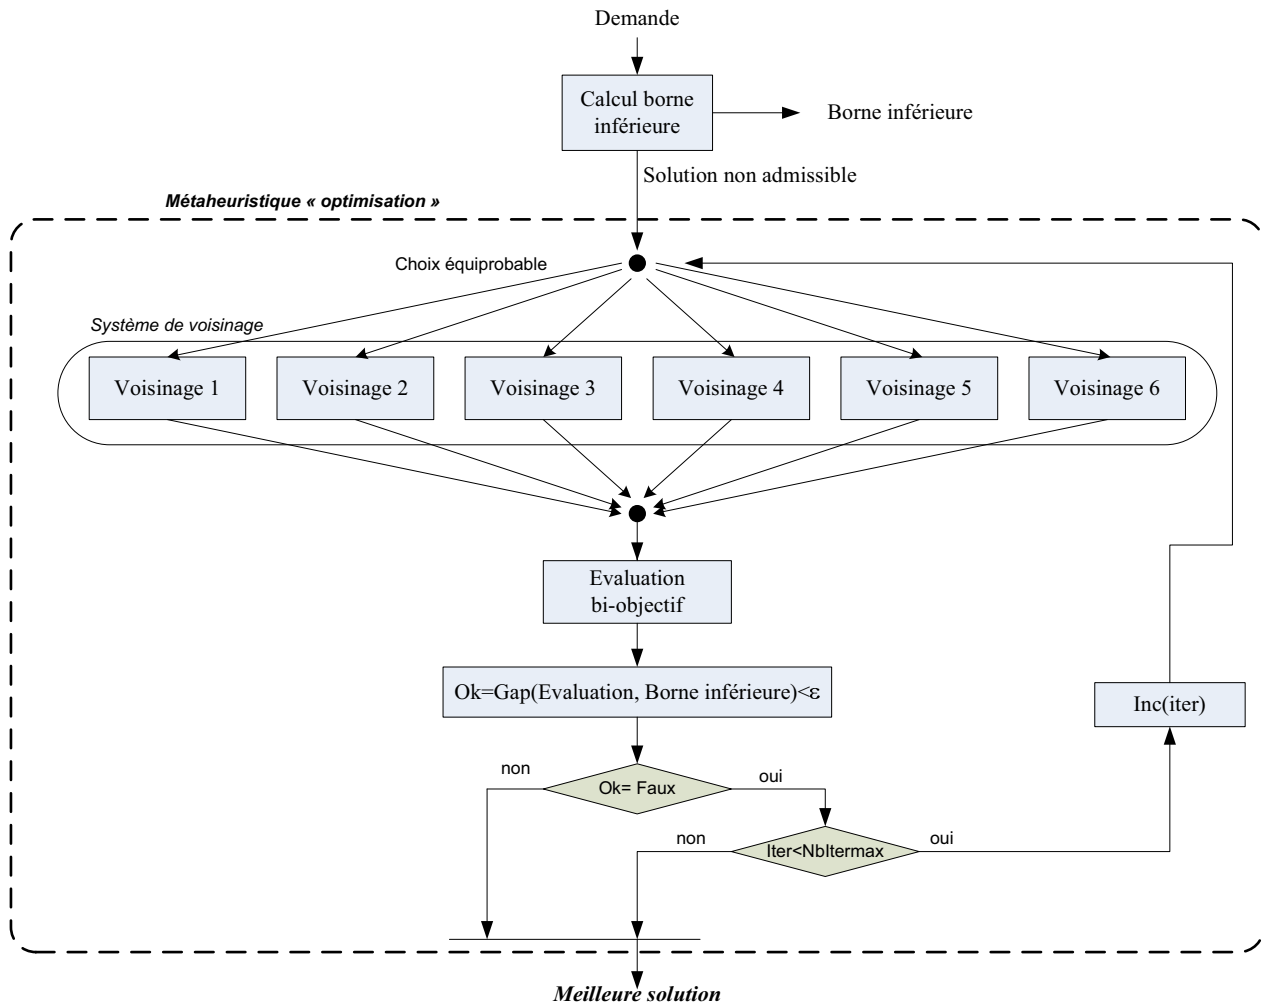 Demande
Calcul borne
inférieure
Borne inférieure
Solution non admissible
Métaheuristique « optimisation »
Choix équiprobable
Système de voisinage
Voisinage 1
Voisinage 2
Voisinage 3
Voisinage 4
Voisinage 5
Voisinage 6
Evaluation
bi-objectif
Ok=Gap(Evaluation, Borne inférieure)<ε
Inc(iter)
non
Ok= Faux
oui
non
Iter<NbItermax
oui
Meilleure solution